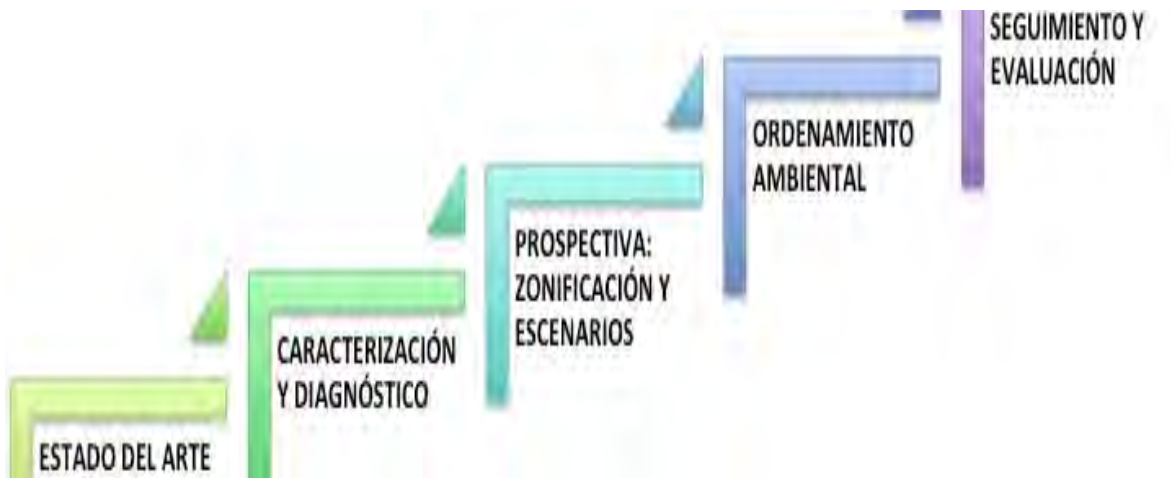 SEGUIMIENTO Y
EVALUACIÓN
ORDENAMIENTO
AMBIENTAL
PROSPECTIVA:
ZONIFICACIÓN Y
ESCENARIOS
CARACTERIZACIÓN
Y DIAGNÓSTICO
ESTADO DEL ARTE